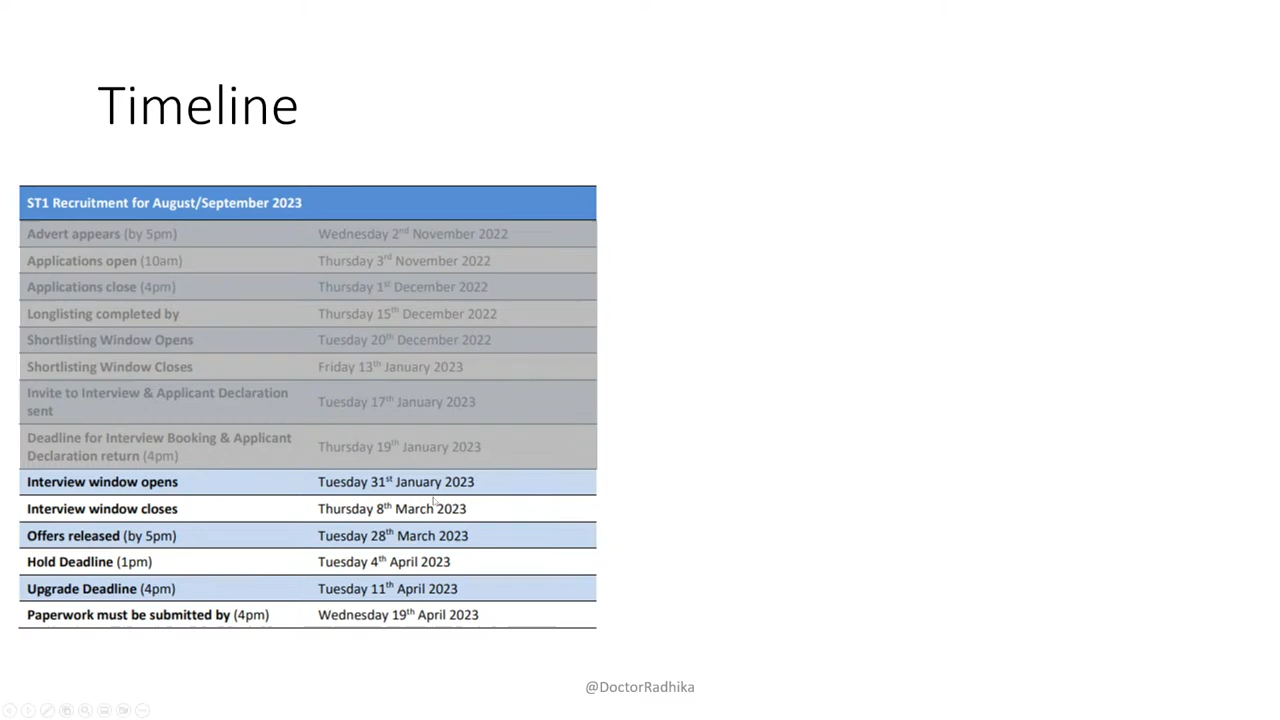 Timeline
ST1 Recruitment for August/September 2023
Advert appears (by 5pm) Wednesday 2nd November 2022
Applications open (10am) Thursday 3rd November 2022
Applications close (4pm) Thursday 1st December 2022
Longlisting completed by Thursday 15th December 2022
Shortlisting Window Opens Tuesday 20th December 2022
Shortlisting Window Closes Friday 13th January 2023
Invite to Interview & Applicant Declaration
sent Tuesday 17th January 2023
Deadline for Interview Booking & Applicant
Declaration return (4pm) Thursday 19th January 2023
Interview window opens Tuesday 31st January 2023
Interview window closes Thursday 8th March 2023
Offers released (by 5pm) Tuesday 28th March 2023
Hold Deadline (1pm) Tuesday 4th April 2023
Upgrade Deadline (4pm) Tuesday 11th April 2023
Paperwork must be submitted by (4pm) Wednesday 19th April 2023
@DoctorRadhika